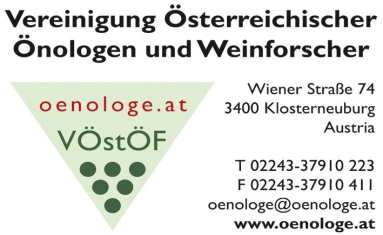 Vereinigung Österreichischer
Önologen und Weinforscher
oenologe.at
VÖstÖF
Wiener Straße 74
3400 Klosterneuburg
Austria
T 02243-37910 223
F 02243-37910 411
oenologe@oenologe.at
www.oenologe.at